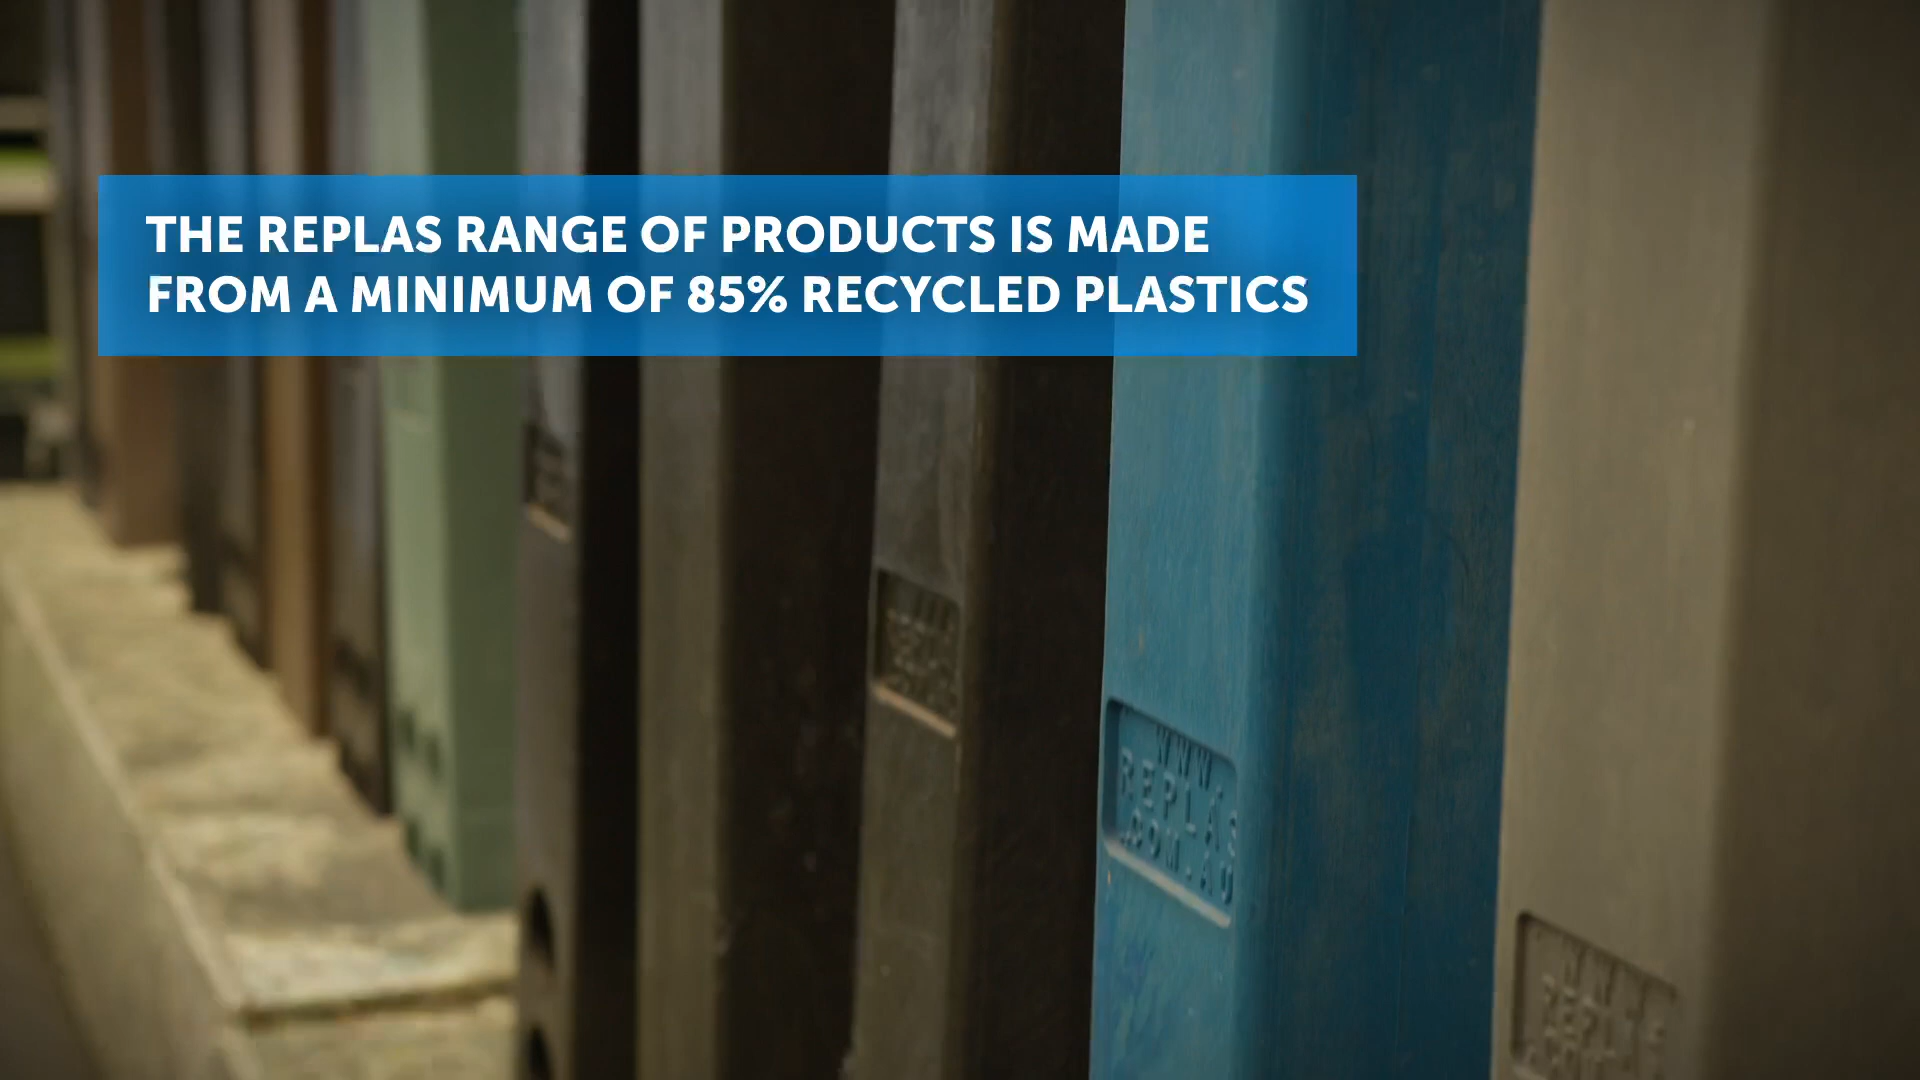 THE REPLAS RANGE OF PRODUCTS IS MADE
FROM A MINIMUM OF 85% RECYCLED PLASTICS
WWW.
REPLAS
.COM.AU